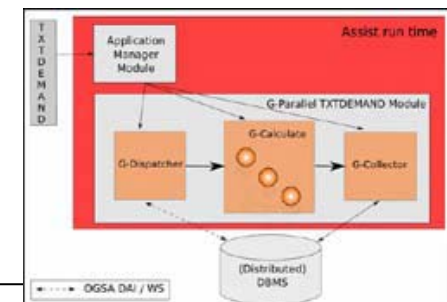 TXTDEMAND
Assist run time
Application
Manager
Module
G-Parallel TXTDEMAND Module
G-Dispatcher
G-Calculate
G-Collector
(Distributed)
DBMS
OGSA DAI / WS